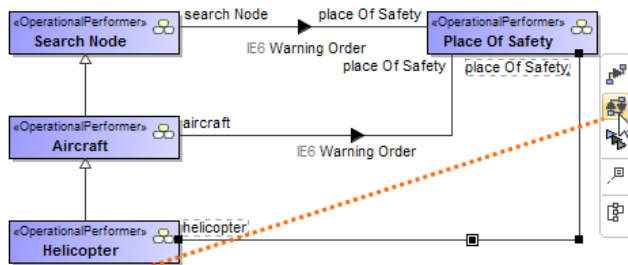 «OperationalPerformer»
Search Node
search Node
place Of Safety
IE6 Warning Order
«OperationalPerformer»
Place Of Safety
place Of Safety
place Of Safety
«OperationalPerformer»
Aircraft
aircraft
IE6 Warning Order
«OperationalPerformer»
Helicopter
helicopter